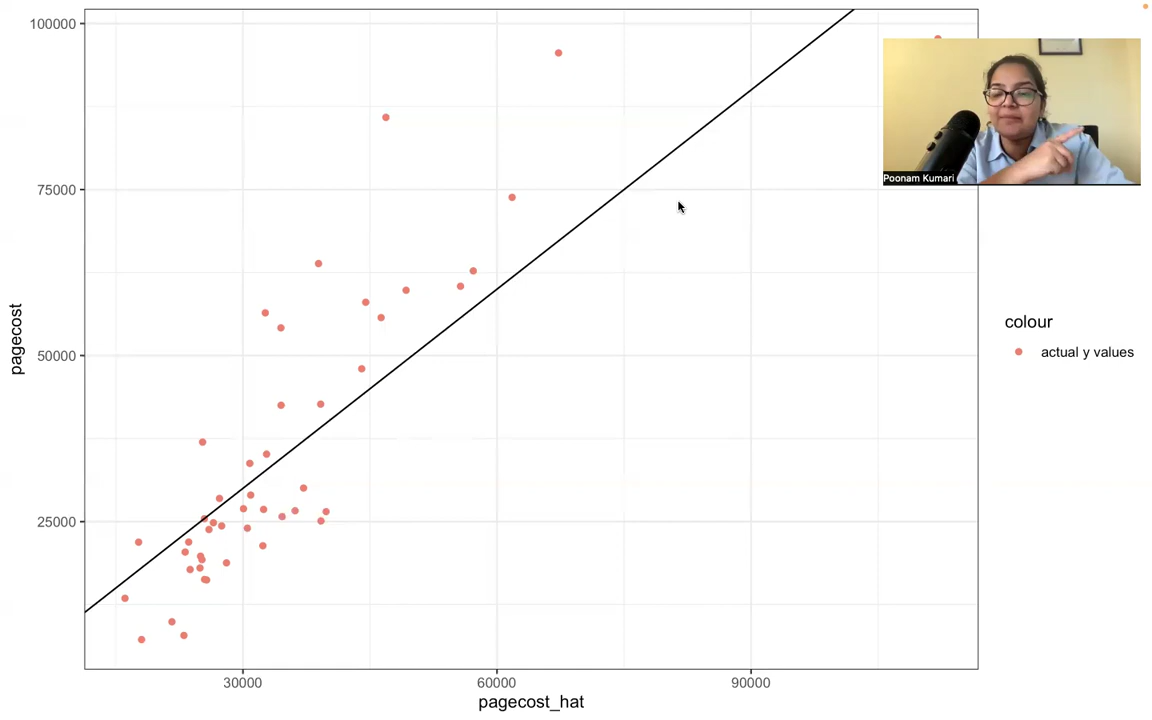 100000
75000
50000
25000
pagecost
30000
60000
90000
pagecost_hat
colour
actual y values
Poonam Kumari